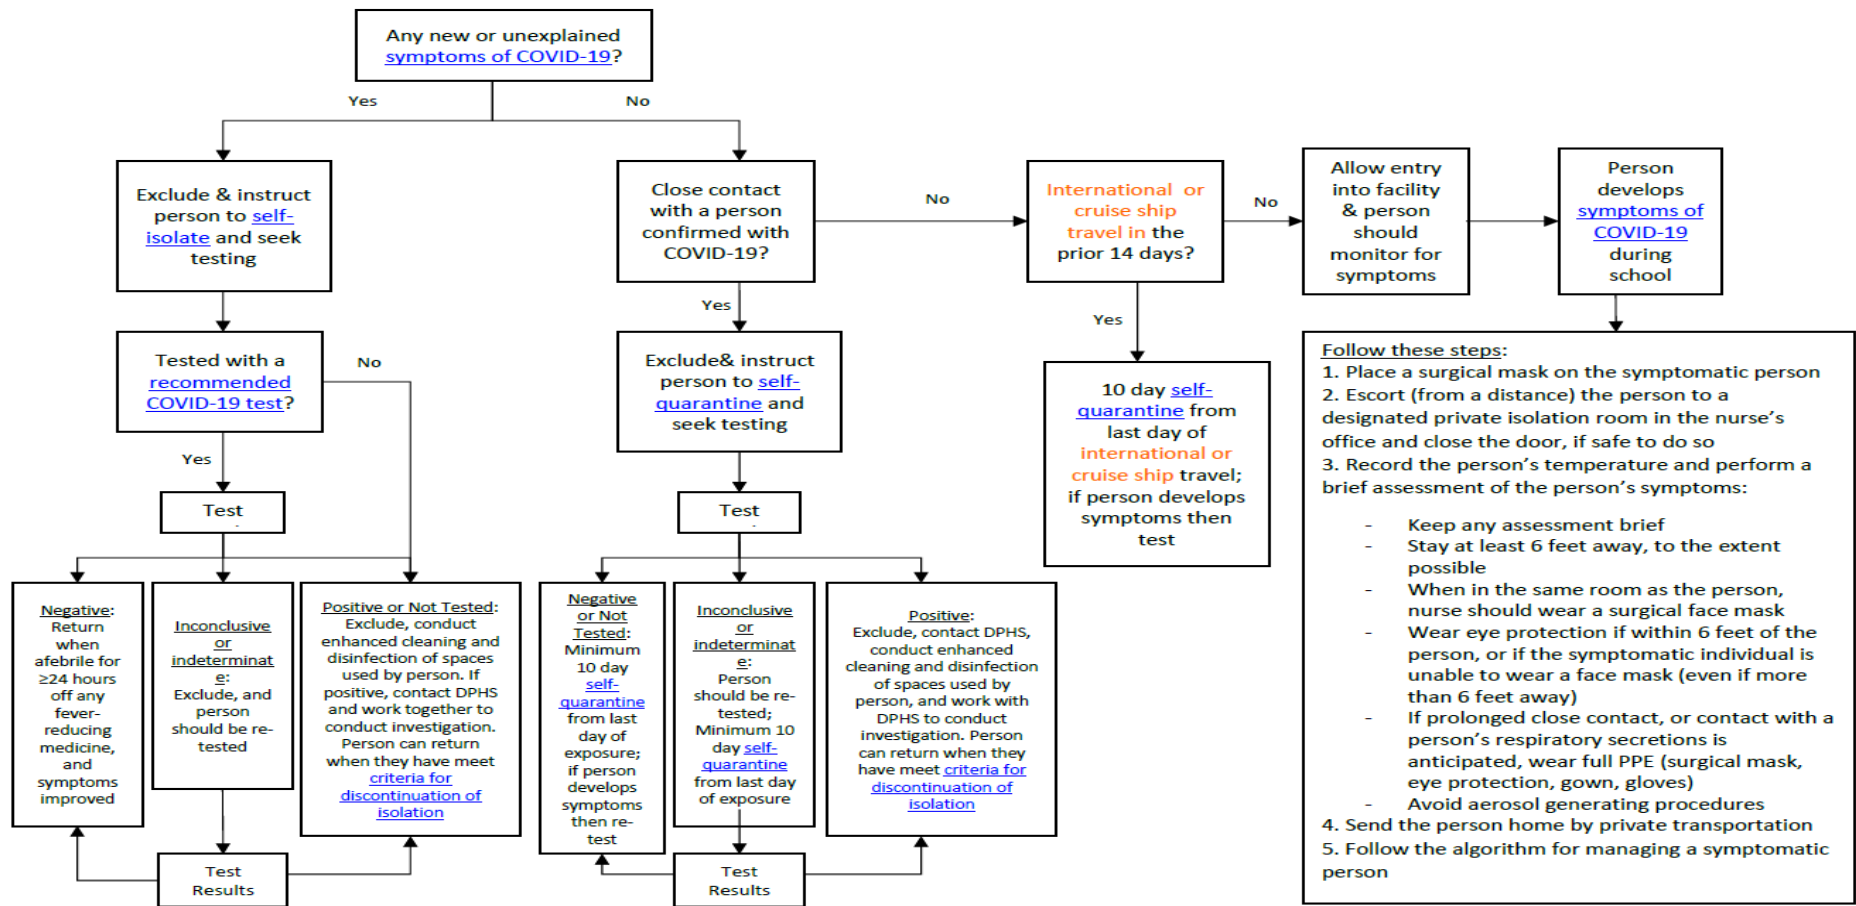 Any new or unexplained
symptoms of COVID-19?
Yes
No
Exclude & instruct
person to self-
isolate and seek
testing
Close contact
with a person
confirmed with
COVID-19?
No
International or
cruise ship
travel in the
prior 14 days?
No
Allow entry
into facility
& person
should
monitor for
symptoms
Person
develops
symptoms of
COVID-19
during
school
Yes
Yes
Tested with a
recommended
COVID-19 test?
No
Exclude& instruct
person to self-
quarantine and
seek testing
10 day self-
quarantine from
last day of
international or
cruise ship travel;
if person develops
symptoms then
test
Yes
Test
Test
Negative:
Return
when
afebrile for
≥24 hours
off any
fever-
reducing
medicine,
and
symptoms
improved
Inconclusive
or
indeterminat
e:
Exclude, and
person
should be re-
tested
Positive or Not Tested:
Exclude, conduct
enhanced cleaning and
disinfection of spaces
used by person. If
positive, contact DPHS
and work together to
conduct investigation.
Person can return
when they have meet
criteria for
discontinuation of
isolation
Test
Results
Negative
or Not
Tested:
Minimum
10 day
self-
quarantine
from last
day of
exposure;
if person
develops
symptoms
then re-
test
Inconclusive
or
indeterminat
e:
Person
should be re-
tested;
Minimum 10
day self-
quarantine
from last day
of exposure
Positive:
Exclude, contact DPHS,
conduct enhanced
cleaning and disinfection
of spaces used by
person, and work with
DPHS to conduct
investigation. Person
can return when they
have meet criteria for
discontinuation of
isolation
Test
Results
Follow these steps:
1. Place a surgical mask on the symptomatic person
2. Escort (from a distance) the person to a
designated private isolation room in the nurse's
office and close the door, if safe to do so
3. Record the person's temperature and perform a
brief assessment of the person's symptoms:
- Keep any assessment brief
- Stay at least 6 feet away, to the extent
possible
- When in the same room as the person,
nurse should wear a surgical face mask
- Wear eye protection if within 6 feet of the
person, or if the symptomatic individual is
unable to wear a face mask (even if more
than 6 feet away)
- If prolonged close contact, or contact with a
person's respiratory secretions is
anticipated, wear full PPE (surgical mask,
eye protection, gown, gloves)
- Avoid aerosol generating procedures
4. Send the person home by private transportation
5. Follow the algorithm for managing a symptomatic
person